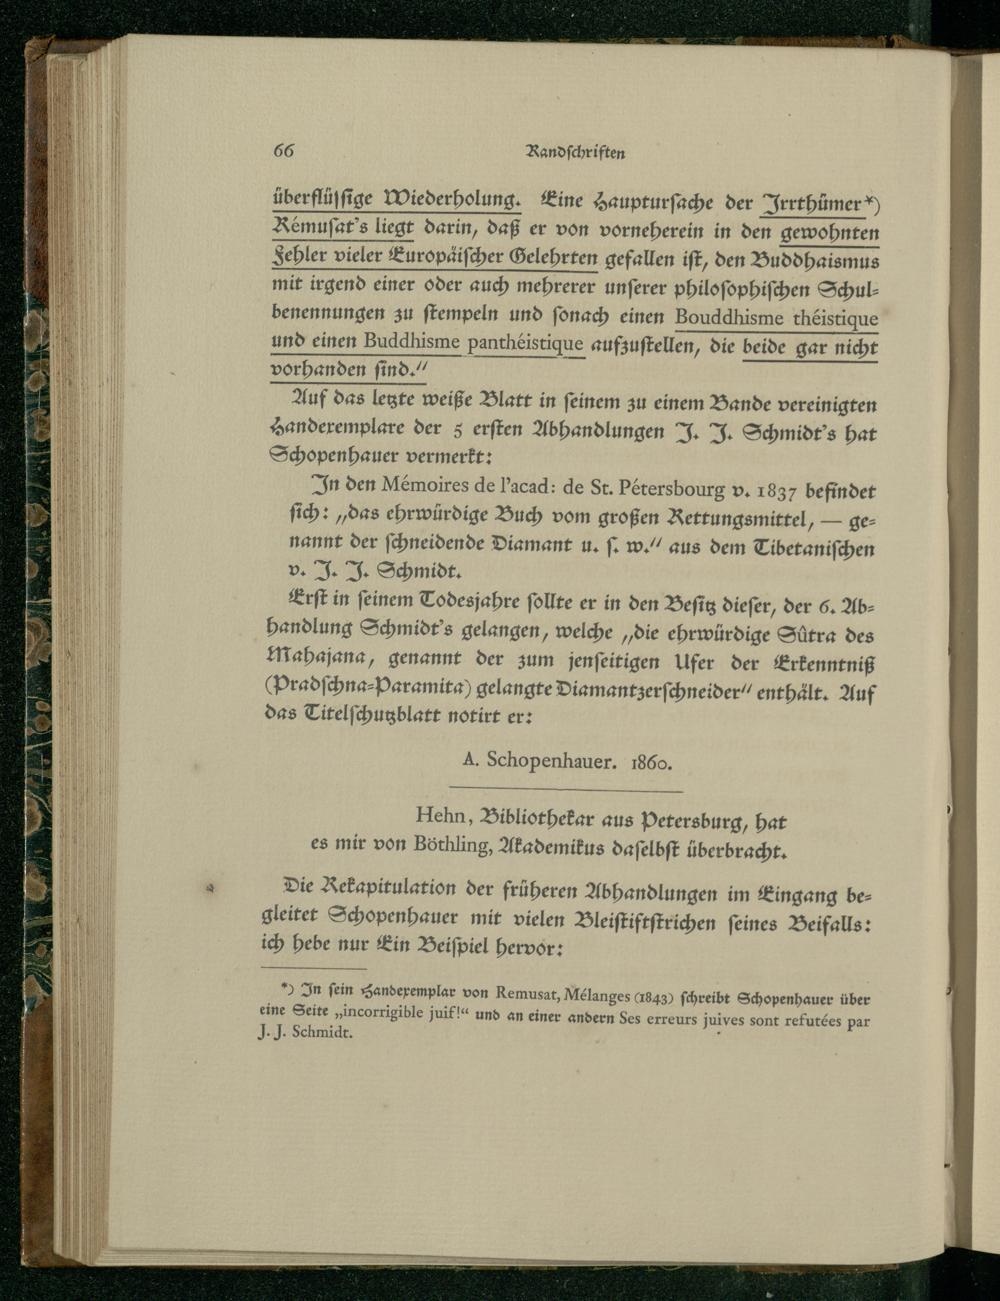 66
Randschriften
überflüssige Wiederholung. Eine Hauptursache der Irrthümer*)
Rémusat's liegt darin, daß er von vorneherein in den gewohnten
Fehler vieler Europäischer Gelehrten gefallen ist, den Buddhaismus
mit irgend einer oder auch mehrerer unserer philosophischen Schul=
benennungen zu stempeln und sonach einen Bouddhisme théistique
und einen Buddhisme panthéistique aufzustellen, die beide gar nicht
vorhanden sind."
Auf das letzte weiße Blatt in seinem zu einem Bande vereinigten
Handexemplare der 5 ersten Abhandlungen J. J. Schmidt's hat
Schopenhauer vermerkt:
In den Mémoires de l'acad: de St. Pétersbourg v. 1837 befindet
sich: „das ehrwürdige Buch vom großen Rettungsmittel, — ge=
nannt der schneidende Diamant u. s. w." aus dem Tibetanischen
v. J. J. Schmidt.
Erst in seinem Todesjahre sollte er in den Besitz dieser, der 6. Ab=
handlung Schmidt's gelangen, welche „die ehrwürdige Sûtra des
Mahajana, genannt der zum jenseitigen Ufer der Erkenntniß
(Pradschna=Paramita) gelangte Diamantzerschneider" enthält. Auf
das Titelschutzblatt notirt er:
A. Schopenhauer. 1860.
Hehn, Bibliothekar aus Petersburg, hat
es mir von Böthling, Akademikus daselbst überbracht.
Die Rekapitulation der früheren Abhandlungen im Eingang be=
gleitet Schopenhauer mit vielen Bleistiftstrichen seines Beifalls:
ich hebe nur Ein Beispiel hervor:
*) In sein Handexemplar von Remusat, Mélanges (1843) schreibt Schopenhauer über
eine Seite „incorrigible juif!“ und an einer andern Ses erreurs juives sont refutées par
J. J. Schmidt.